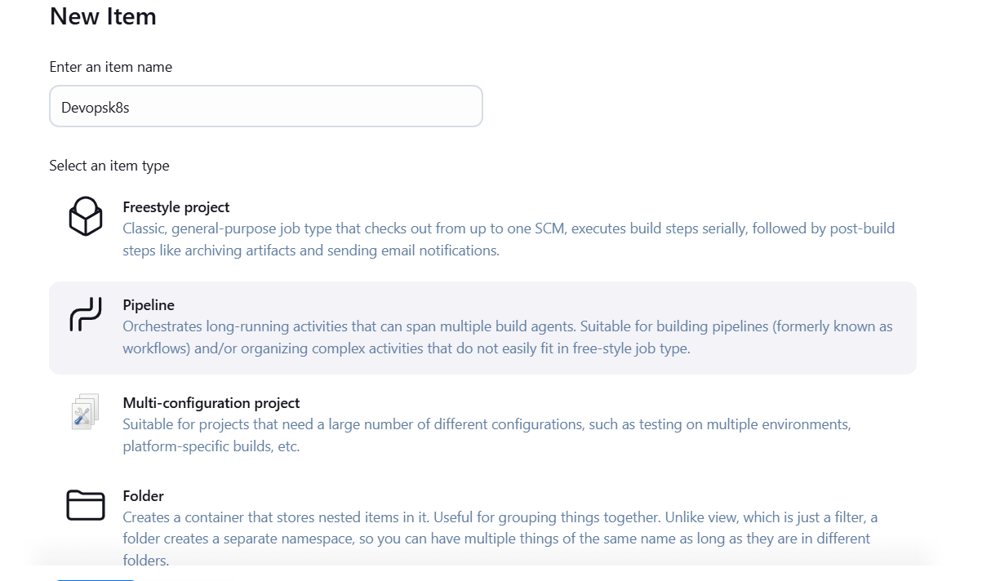 New Item
Enter an item name
Devopsk8s
Select an item type
Freestyle project
Classic, general-purpose job type that checks out from up to one SCM, executes build steps serially, followed by post-build
steps like archiving artifacts and sending email notifications.
Pipeline
Orchestrates long-running activities that can span multiple build agents. Suitable for building pipelines (formerly known as
workflows) and/or organizing complex activities that do not easily fit in free-style job type.
Multi-configuration project
Suitable for projects that need a large number of different configurations, such as testing on multiple environments,
platform-specific builds, etc.
Folder
Creates a container that stores nested items in it. Useful for grouping things together. Unlike view, which is just a filter, a
folder creates a separate namespace, so you can have multiple things of the same name as long as they are in different
folders.